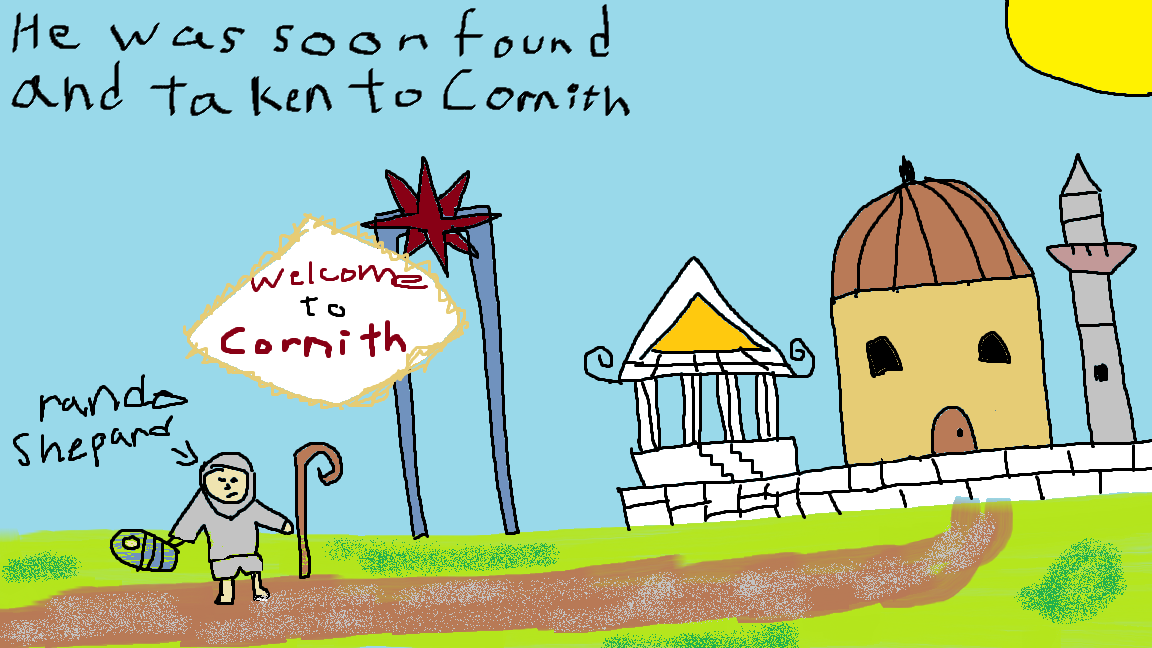 He was soon found
and taken to Cornith
Welcome
to
Cornith
rando
Shepard